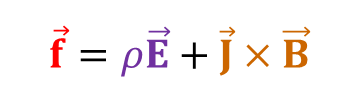 f⃗ = ρE⃗ + J⃗ × B⃗